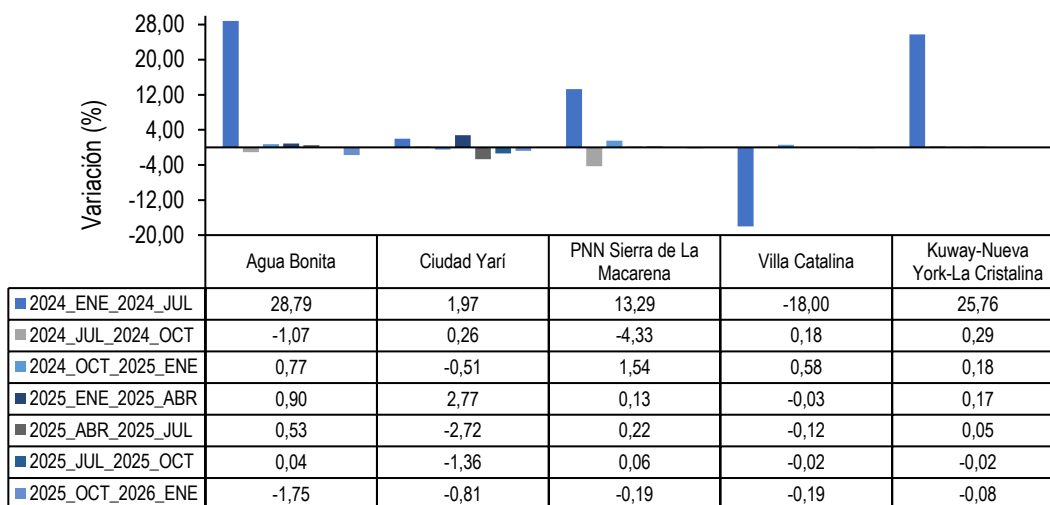 28,00
20,00
12,00
4,00
-4,00
-12,00
-20,00
Variación (%)
Agua Bonita Ciudad Yarí PNN Sierra de La Macarena Villa Catalina Kuway-Nueva York-La Cristalina
2024_ENE_2024_JUL 28,79 1,97 13,29 -18,00 25,76
2024_JUL_2024_OCT -1,07 0,26 -4,33 0,18 0,29
2024_OCT_2025_ENE 0,77 -0,51 1,54 0,58 0,18
2025_ENE_2025_ABR 0,90 2,77 0,13 -0,03 0,17
2025_ABR_2025_JUL 0,53 -2,72 0,22 -0,12 0,05
2025_JUL_2025_OCT 0,04 -1,36 0,06 -0,02 -0,02
2025_OCT_2026_ENE -1,75 -0,81 -0,19 -0,19 -0,08